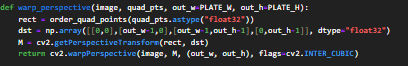 def warp_perspective(image, quad_pts, out_w=PLATE_W, out_h=PLATE_H):
    rect = order_quad_points(quad_pts.astype("float32"))
    dst = np.array([[0,0],[out_w-1,0],[out_w-1,out_h-1],[0,out_h-1]], dtype="float32")
    M = cv2.getPerspectiveTransform(rect, dst)
    return cv2.warpPerspective(image, M, (out_w, out_h), flags=cv2.INTER_CUBIC)